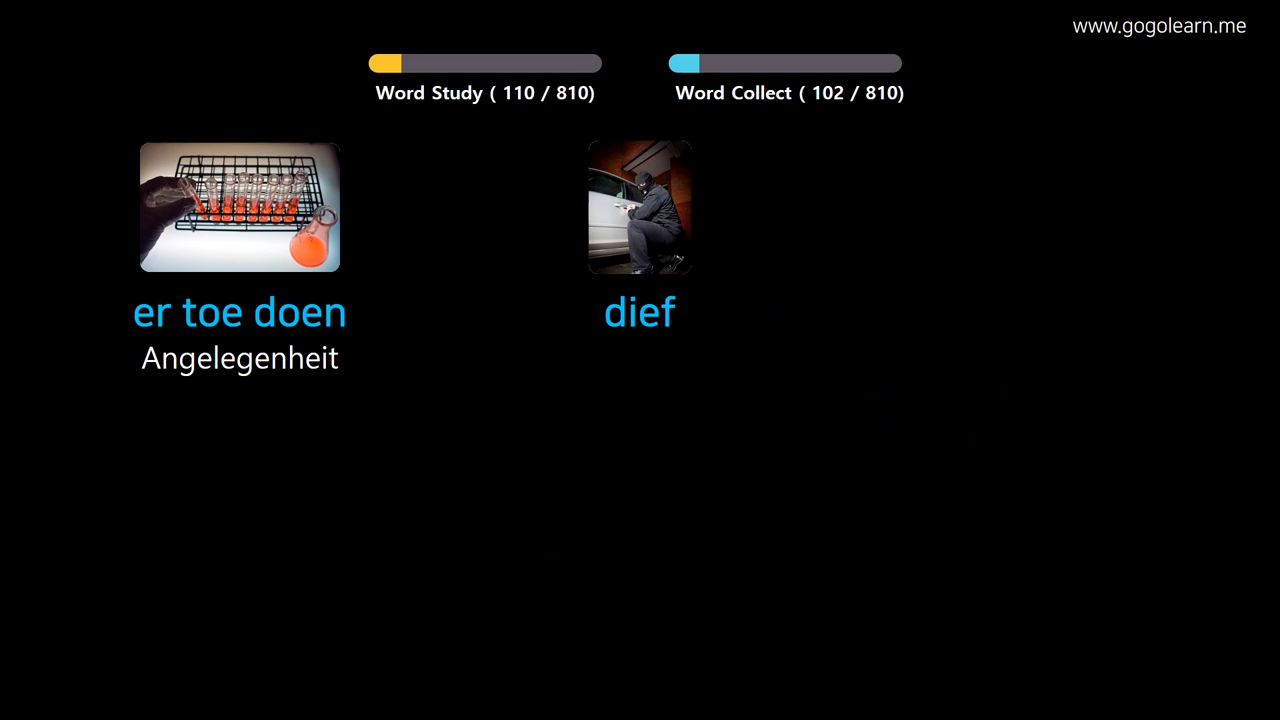 www.gogolearn.me
Word Study ( 110 / 810)
Word Collect ( 102 / 810)
er toe doen
Angelegenheit
dief